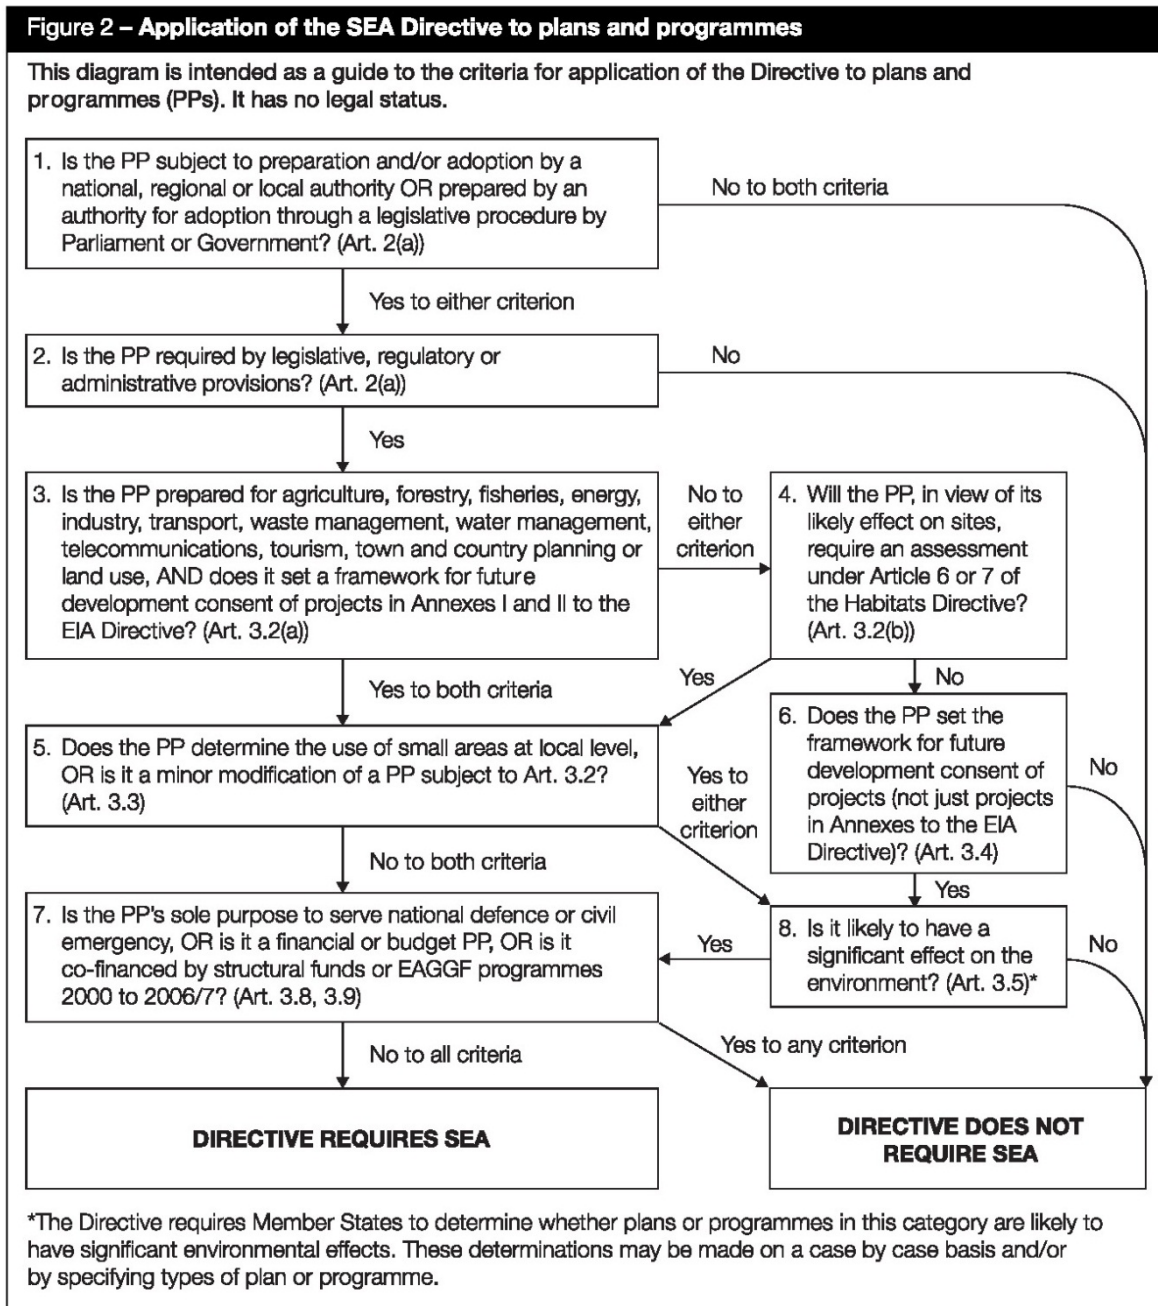 Figure 2 – Application of the SEA Directive to plans and programmes
This diagram is intended as a guide to the criteria for application of the Directive to plans and
programmes (PPs). It has no legal status.
1. Is the PP subject to preparation and/or adoption by a
national, regional or local authority OR prepared by an
authority for adoption through a legislative procedure by
Parliament or Government? (Art. 2(a))
No to both criteria
Yes to either criterion
2. Is the PP required by legislative, regulatory or
administrative provisions? (Art. 2(a))
No
Yes
3. Is the PP prepared for agriculture, forestry, fisheries, energy,
industry, transport, waste management, water management,
telecommunications, tourism, town and country planning or
land use, AND does it set a framework for future
development consent of projects in Annexes I and II to the
EIA Directive? (Art. 3.2(a))
No to
either
criterion
4. Will the PP, in view of its
likely effect on sites,
require an assessment
under Article 6 or 7 of
the Habitats Directive?
(Art. 3.2(b))
Yes to both criteria
Yes
No
5. Does the PP determine the use of small areas at local level,
OR is it a minor modification of a PP subject to Art. 3.2?
(Art. 3.3)
Yes to
either
criterion
6. Does the PP set the
framework for future
development consent of
projects (not just projects
in Annexes to the EIA
Directive)? (Art. 3.4)
No
No to both criteria
Yes
7. Is the PP's sole purpose to serve national defence or civil
emergency, OR is it a financial or budget PP, OR is it
co-financed by structural funds or EAGGF programmes
2000 to 2006/7? (Art. 3.8, 3.9)
Yes
8. Is it likely to have a
significant effect on the
environment? (Art. 3.5)*
No
No to all criteria
Yes to any criterion
DIRECTIVE REQUIRES SEA
DIRECTIVE DOES NOT
REQUIRE SEA
*The Directive requires Member States to determine whether plans or programmes in this category are likely to
have significant environmental effects. These determinations may be made on a case by case basis and/or
by specifying types of plan or programme.